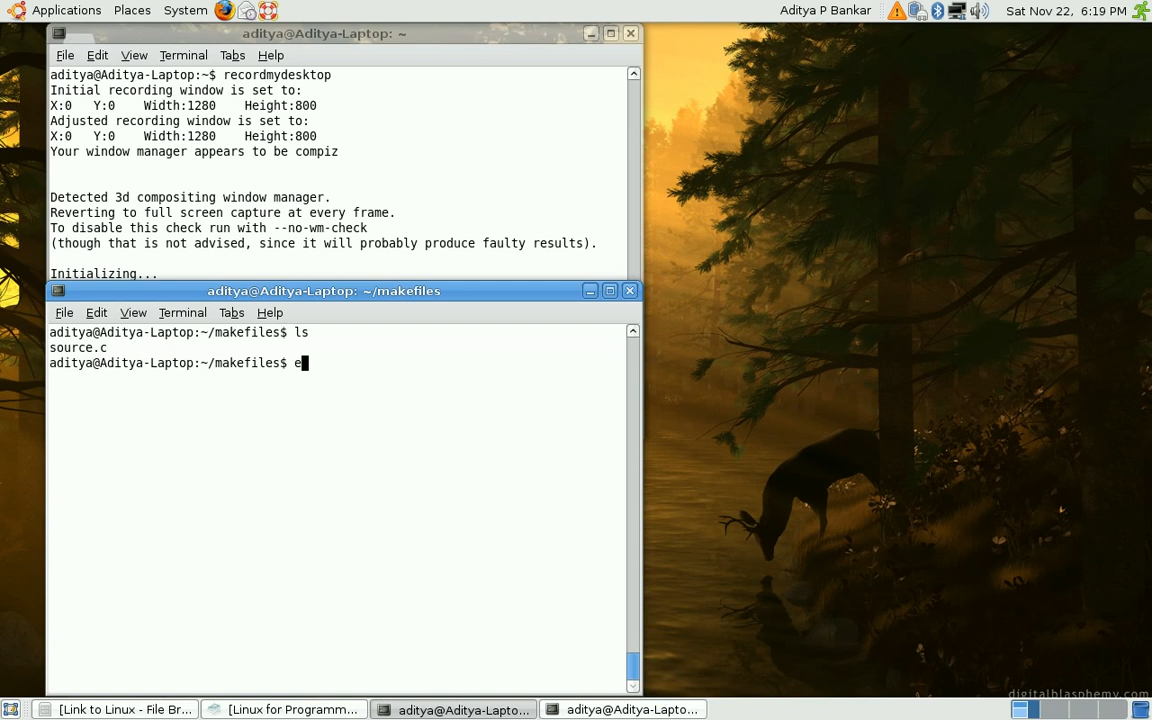 Applications Places System Aditya P Bankar Sat Nov 22, 6:19 PM
aditya@Aditya-Laptop: ~
File Edit View Terminal Tabs Help
aditya@Aditya-Laptop:~$ recordmydesktop
Initial recording window is set to:
X:0 Y:0 Width:1280 Height:800
Adjusted recording window is set to:
X:0 Y:0 Width:1280 Height:800
Your window manager appears to be compiz
Detected 3d compositing window manager.
Reverting to full screen capture at every frame.
To disable this check run with --no-wm-check
(though that is not advised, since it will probably produce faulty results).
Initializing...
aditya@Aditya-Laptop: ~/makefiles
File Edit View Terminal Tabs Help
aditya@Aditya-Laptop:~/makefiles$ ls
source.c
aditya@Aditya-Laptop:~/makefiles$ e
digitalblasphemy.com
[Link to Linux - File Br... [Linux for Programm... aditya@Aditya-Lapto... aditya@Aditya-Lapto...